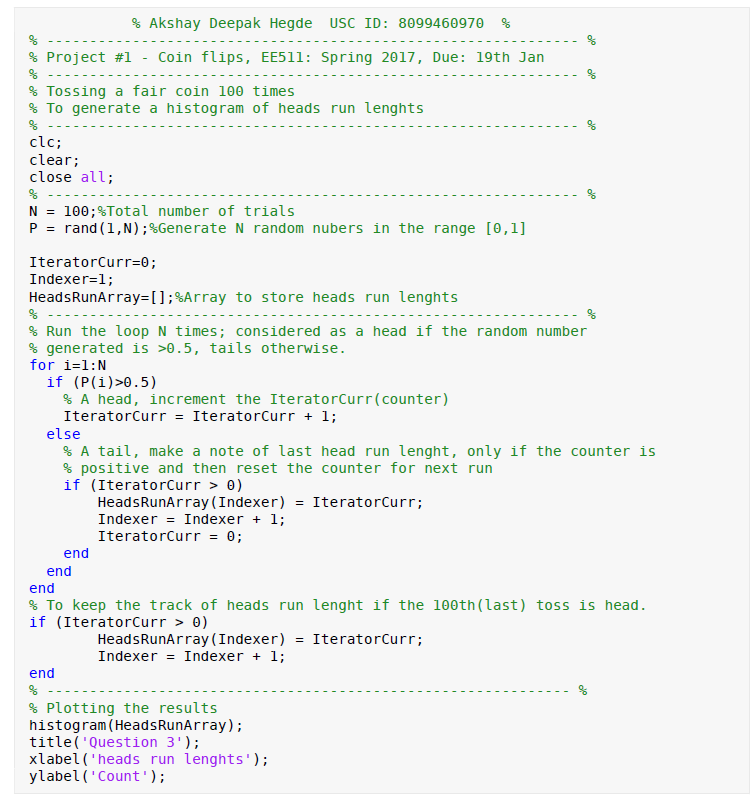 % Akshay Deepak Hegde  USC ID: 8099460970  %
% -------------------------------------------------------------- %
% Project #1 - Coin flips, EE511: Spring 2017, Due: 19th Jan
% -------------------------------------------------------------- %
% Tossing a fair coin 100 times
% To generate a histogram of heads run lenghts
% -------------------------------------------------------------- %
clc;
clear;
close all;
% -------------------------------------------------------------- %
N = 100;%Total number of trials
P = rand(1,N);%Generate N random nubers in the range [0,1]
IteratorCurr=0;
Indexer=1;
HeadsRunArray=[];%Array to store heads run lenghts
% -------------------------------------------------------------- %
% Run the loop N times; considered as a head if the random number
% generated is >0.5, tails otherwise.
for i=1:N
  if (P(i)>0.5)
    % A head, increment the IteratorCurr(counter)
    IteratorCurr = IteratorCurr + 1;
  else
    % A tail, make a note of last head run lenght, only if the counter is
    % positive and then reset the counter for next run
    if (IteratorCurr > 0)
        HeadsRunArray(Indexer) = IteratorCurr;
        Indexer = Indexer + 1;
        IteratorCurr = 0;
    end
  end
end
% To keep the track of heads run lenght if the 100th(last) toss is head.
if (IteratorCurr > 0)
        HeadsRunArray(Indexer) = IteratorCurr;
        Indexer = Indexer + 1;
end
% ------------------------------------------------------------- %
% Plotting the results
histogram(HeadsRunArray);
title('Question 3');
xlabel('heads run lenghts');
ylabel('Count');